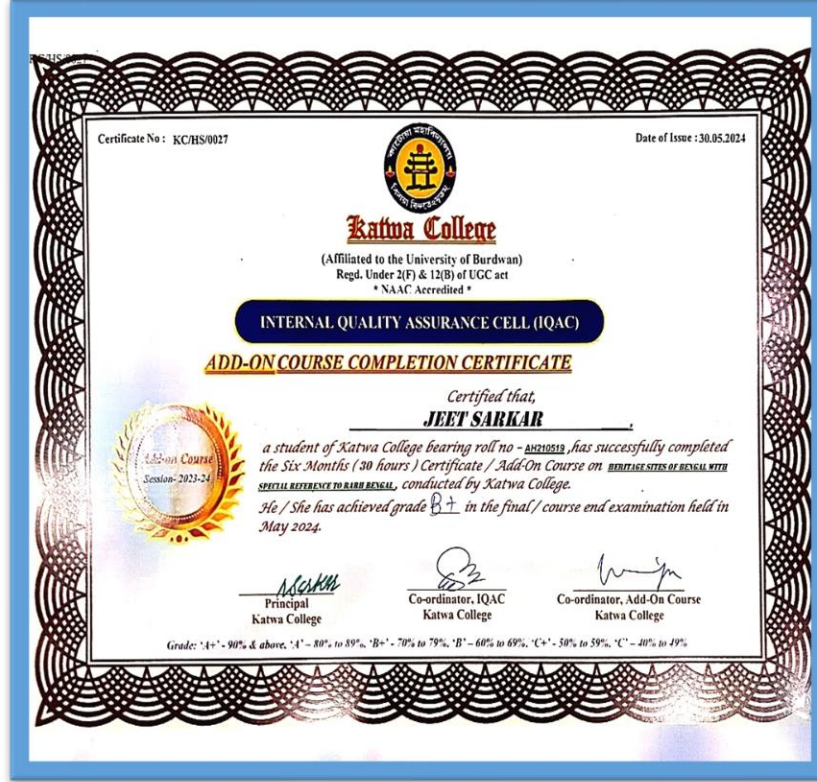 KC/HS/0027
Certificate No : KC/HS/0027
Date of Issue : 30.05.2024
Katwa College
(Affiliated to the University of Burdwan)
Regd. Under 2(F) & 12(B) of UGC act
* NAAC Accredited *
INTERNAL QUALITY ASSURANCE CELL (IQAC)
ADD-ON COURSE COMPLETION CERTIFICATE
Certified that,
JEET SARKAR
a student of Katwa College bearing roll no - AH210519 ,has successfully completed
the Six Months ( 30 hours ) Certificate / Add-On Course on HERITAGE SITES OF BENGAL WITH
SPECIAL REFERENCE TO RARH BENGAL, conducted by Katwa College.
He / She has achieved grade B+ in the final / course end examination held in
May 2024.
Add-on Course
Session- 2023-24
Principal
Katwa College
Co-ordinator, IQAC
Katwa College
Co-ordinator, Add-On Course
Katwa College
Grade: 'A+' - 90% & above, 'A' – 80% to 89%, 'B+' - 70% to 79%, 'B' – 60% to 69%, 'C+' - 50% to 59%, 'C' – 40% to 49%